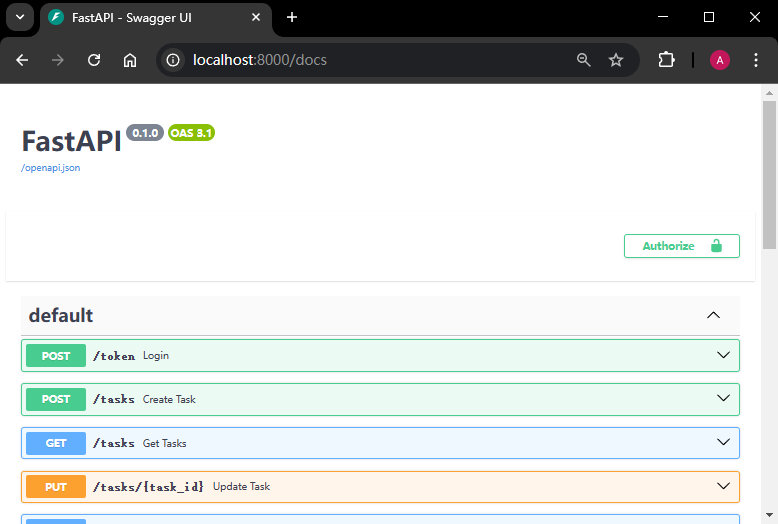 FastAPI - Swagger UI
localhost:8000/docs
A
FastAPI 0.1.0 OAS 3.1
/openapi.json
Authorize
default
POST /token Login
POST /tasks Create Task
GET /tasks Get Tasks
PUT /tasks/{task_id} Update Task